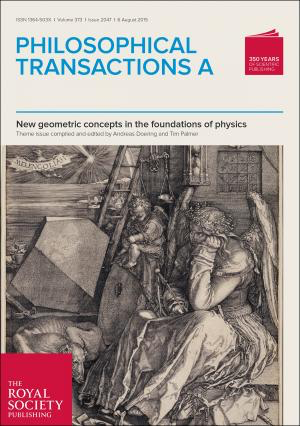 ISSN 1364-503X | Volume 373 | Issue 2047 | 6 August 2015
PHILOSOPHICAL
TRANSACTIONS A
350 YEARS
OF SCIENTIFIC
PUBLISHING
New geometric concepts in the foundations of physics
Theme issue compiled and edited by Andreas Doering and Tim Palmer
MELENCOLIA
THE
ROYAL
SOCIETY
PUBLISHING